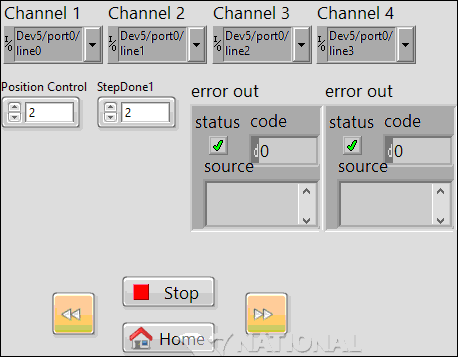 Channel 1 Channel 2 Channel 3 Channel 4
Dev5/port0/ Dev5/port0/ Dev5/port0/ Dev5/port0/
line0 line1 line2 line3
Position Control StepDone1
2 2
error out error out
status code status code
d0 d0
source source
Stop
Home
NATIONAL